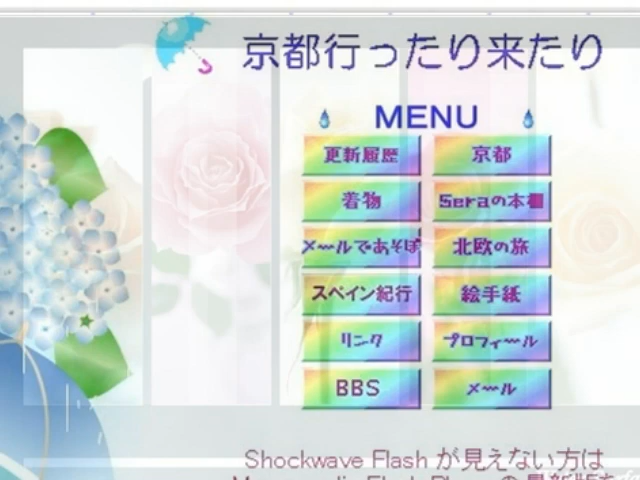 京都行ったり来たり
MENU
更新履歴 京都
着物 Seraの本棚
メールであそぼ 北欧の旅
スペイン紀行 絵手紙
リンク プロフィール
BBS メール
Shockwave Flash が見えない方は